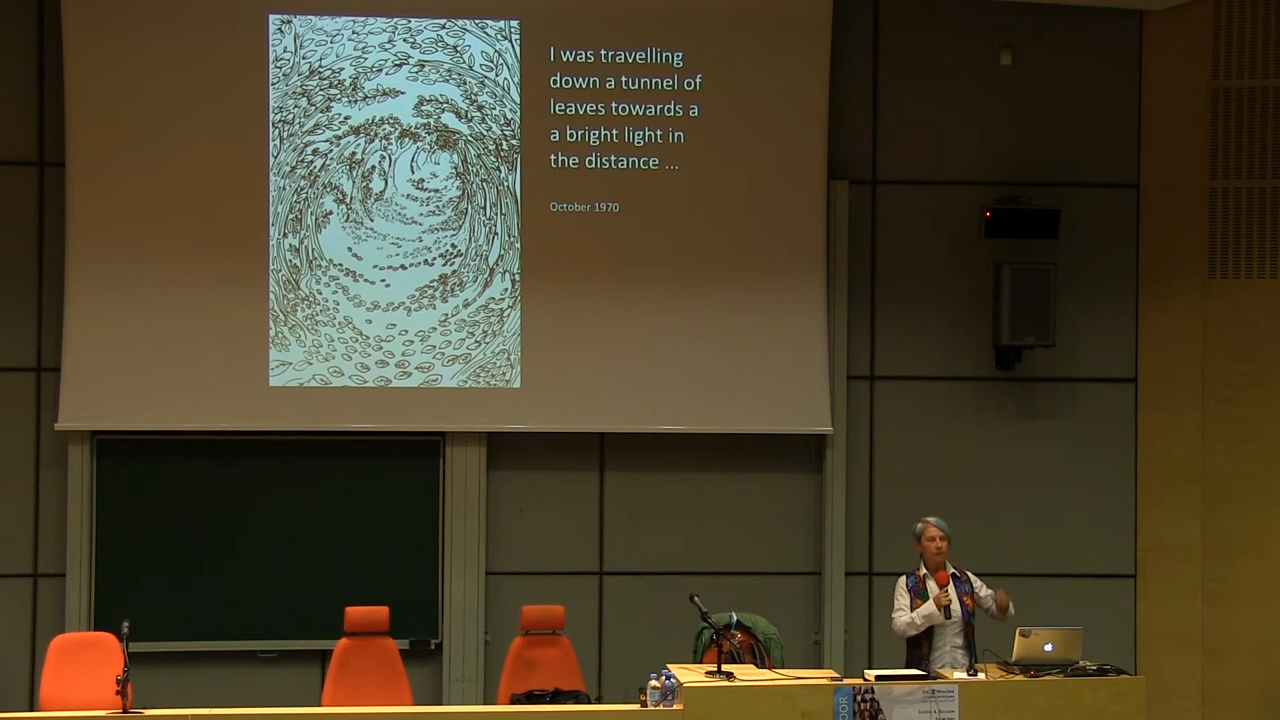 I was travelling
down a tunnel of
leaves towards a
a bright light in
the distance ...
October 1970